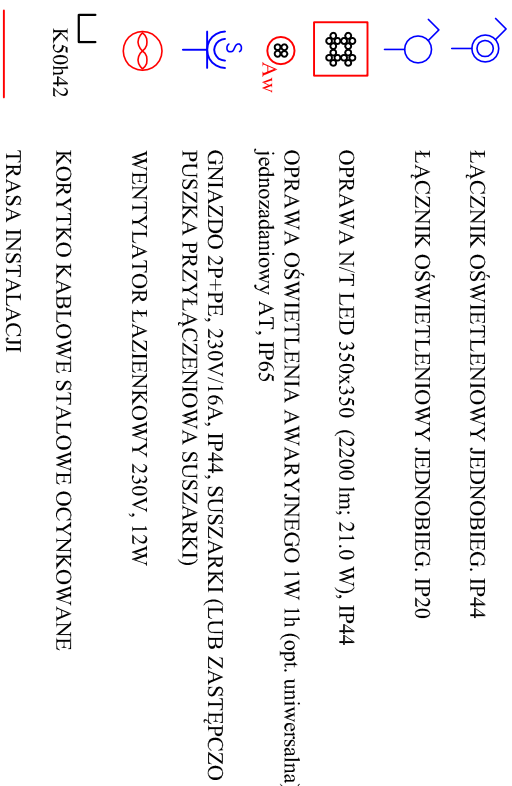 ŁĄCZNIK OŚWIETLENIOWY JEDNOBIEG. IP44
ŁĄCZNIK OŚWIETLENIOWY JEDNOBIEG. IP20
OPRAWA N/T LED 350x350 (2200 lm; 21.0 W), IP44
Aw
OPRAWA OŚWIETLENIA AWARYJNEGO 1W 1h (opt. uniwersalna)
jednozadaniowy AT, IP65
S
GNIAZDO 2P+PE, 230V/16A, IP44, SUSZARKI (LUB ZASTĘPCZO
PUSZKA PRZYŁĄCZENIOWA SUSZARKI)
WENTYLATOR ŁAZIENKOWY 230V, 12W
K50h42
KORYTKO KABLOWE STALOWE OCYNKOWANE
TRASA INSTALACJI